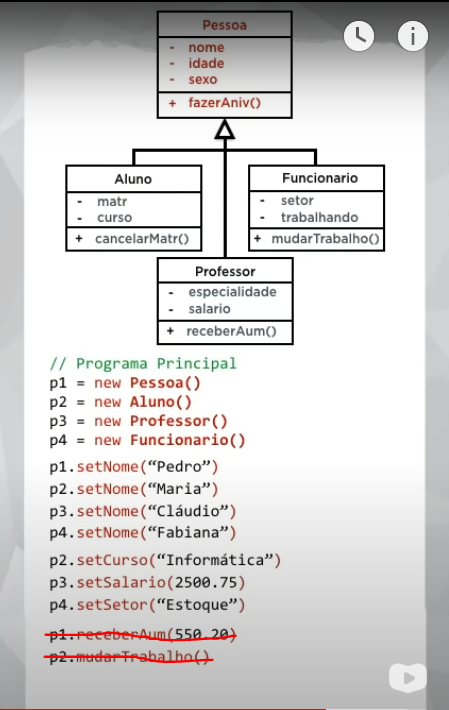 Pessoa
- nome
- idade
- sexo
+ fazerAniv()
Aluno
- matr
- curso
+ cancelarMatr()
Funcionario
- setor
- trabalhando
+ mudarTrabalho()
Professor
- especialidade
- salario
+ receberAum()
// Programa Principal
p1 = new Pessoa()
p2 = new Aluno()
p3 = new Professor()
p4 = new Funcionario()
p1.setNome(“Pedro”)
p2.setNome(“Maria”)
p3.setNome(“Cláudio”)
p4.setNome(“Fabiana”)
p2.setCurso(“Informática”)
p3.setSalario(2500.75)
p4.setSetor(“Estoque”)
p1.receberAum(550.20)
p2.mudarTrabalho()